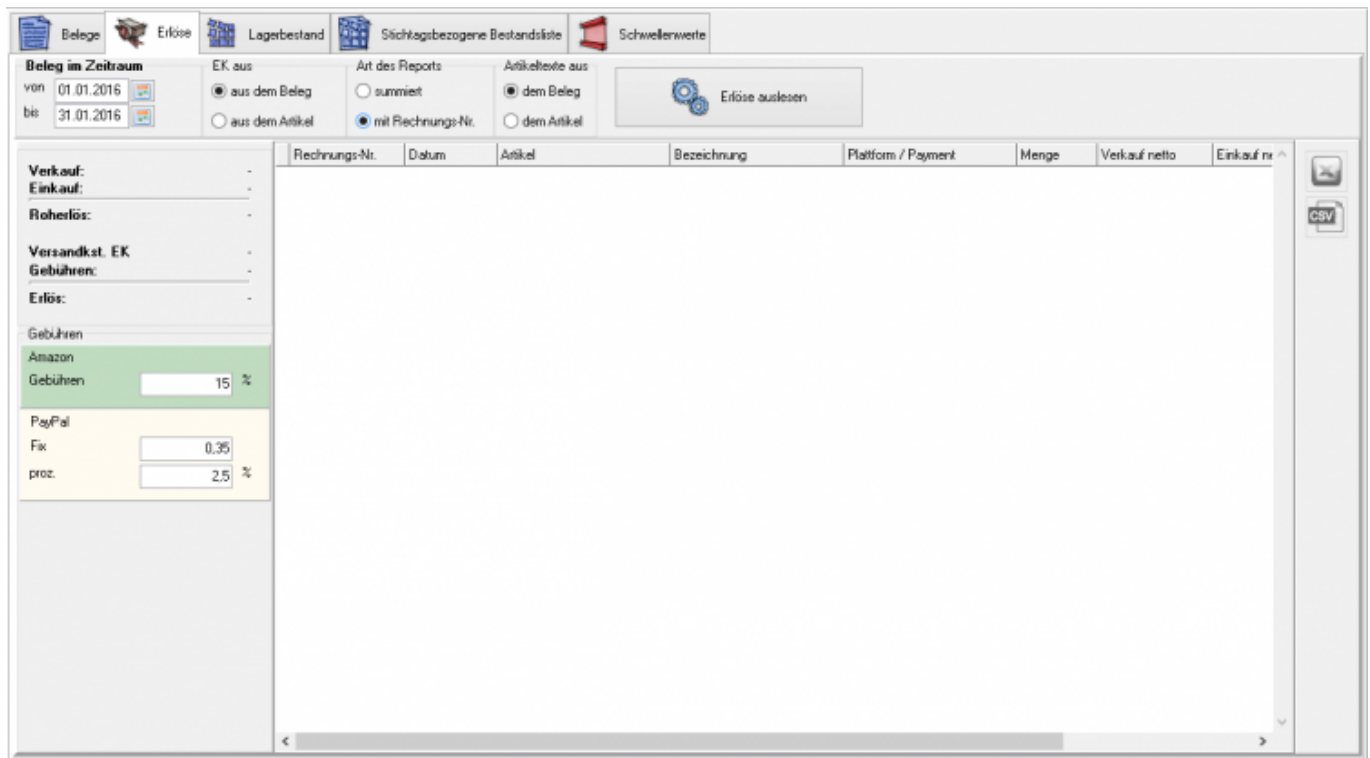 Belege Erlöse Lagerbestand Stichtagsbezogene Bestandsliste Schwellenwerte
Beleg im Zeitraum EK aus Art des Reports Artikeltexte aus
von 01.01.2016 aus dem Beleg summiert dem Beleg Erlöse auslesen
bis 31.01.2016 aus dem Artikel mit Rechnungs-Nr. dem Artikel
Rechnungs-Nr. Datum Artikel Bezeichnung Plattform / Payment Menge Verkauf netto Einkauf ne
Verkauf: -
Einkauf: -
Roherlös: -
CSV
Versandkst. EK -
Gebühren: -
Erlös: -
Gebühren
Amazon
Gebühren 15 %
PayPal
Fix 0,35
proz. 2,5 %